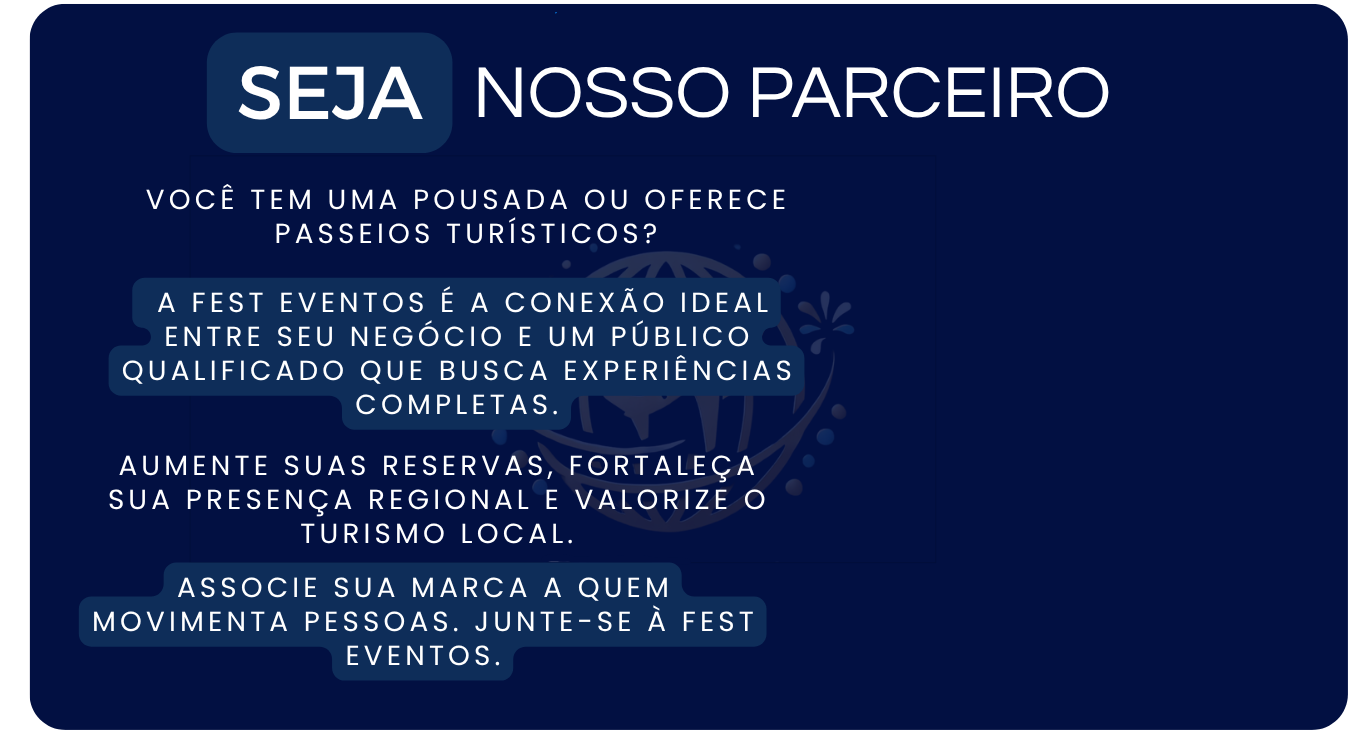 SEJA NOSSO PARCEIRO
VOCÊ TEM UMA POUSADA OU OFERECE
PASSEIOS TURÍSTICOS?
A FEST EVENTOS É A CONEXÃO IDEAL
ENTRE SEU NEGÓCIO E UM PÚBLICO
QUALIFICADO QUE BUSCA EXPERIÊNCIAS
COMPLETAS.
AUMENTE SUAS RESERVAS, FORTALEÇA
SUA PRESENÇA REGIONAL E VALORIZE O
TURISMO LOCAL.
ASSOCIE SUA MARCA A QUEM
MOVIMENTA PESSOAS. JUNTE-SE À FEST
EVENTOS.